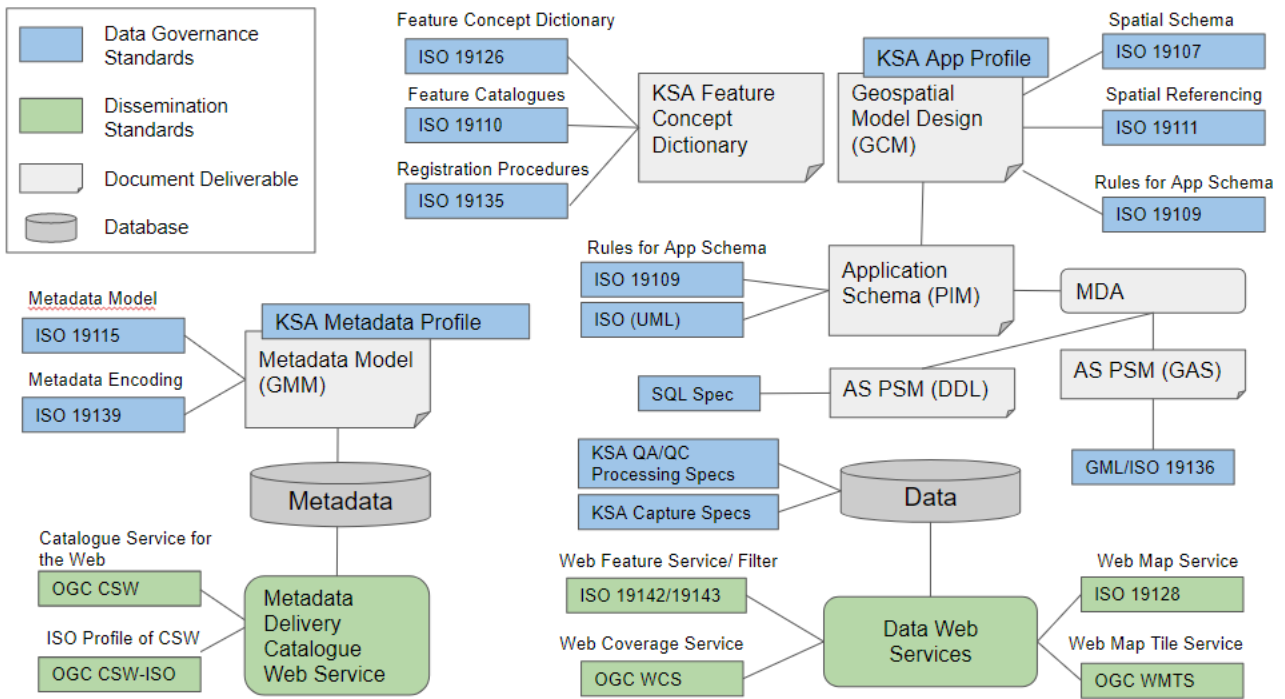 Data Governance
Standards
Dissemination
Standards
Document Deliverable
Database
Feature Concept Dictionary
ISO 19126
Feature Catalogues
ISO 19110
Registration Procedures
ISO 19135
KSA Feature
Concept
Dictionary
KSA App Profile
Geospatial
Model Design
(GCM)
Spatial Schema
ISO 19107
Spatial Referencing
ISO 19111
Rules for App Schema
ISO 19109
Rules for App Schema
ISO 19109
ISO (UML)
Application
Schema (PIM)
MDA
SQL Spec
AS PSM (DDL)
AS PSM (GAS)
GML/ISO 19136
Metadata Model
ISO 19115
Metadata Encoding
ISO 19139
KSA Metadata Profile
Metadata Model
(GMM)
Metadata
Catalogue Service for
the Web
OGC CSW
ISO Profile of CSW
OGC CSW-ISO
Metadata
Delivery
Catalogue
Web Service
KSA QA/QC
Processing Specs
KSA Capture Specs
Data
Web Feature Service/ Filter
ISO 19142/19143
Web Coverage Service
OGC WCS
Data Web
Services
Web Map Service
ISO 19128
Web Map Tile Service
OGC WMTS